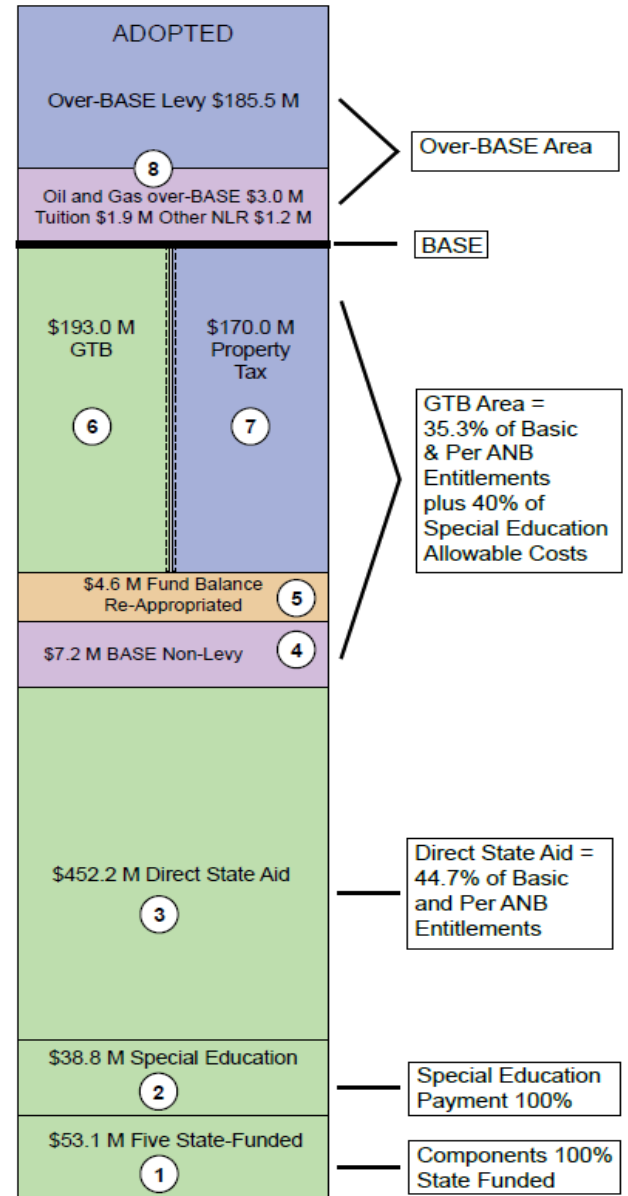 ADOPTED
Over-BASE Levy $185.5 M
8
Oil and Gas over-BASE $3.0 M
Tuition $1.9 M Other NLR $1.2 M
Over-BASE Area
BASE
$193.0 M
GTB
6
$170.0 M
Property
Tax
7
GTB Area =
35.3% of Basic
& Per ANB
Entitlements
plus 40% of
Special Education
Allowable Costs
$4.6 M Fund Balance
Re-Appropriated
5
$7.2 M BASE Non-Levy
4
$452.2 M Direct State Aid
3
Direct State Aid =
44.7% of Basic
and Per ANB
Entitlements
$38.8 M Special Education
2
Special Education
Payment 100%
$53.1 M Five State-Funded
1
Components 100%
State Funded